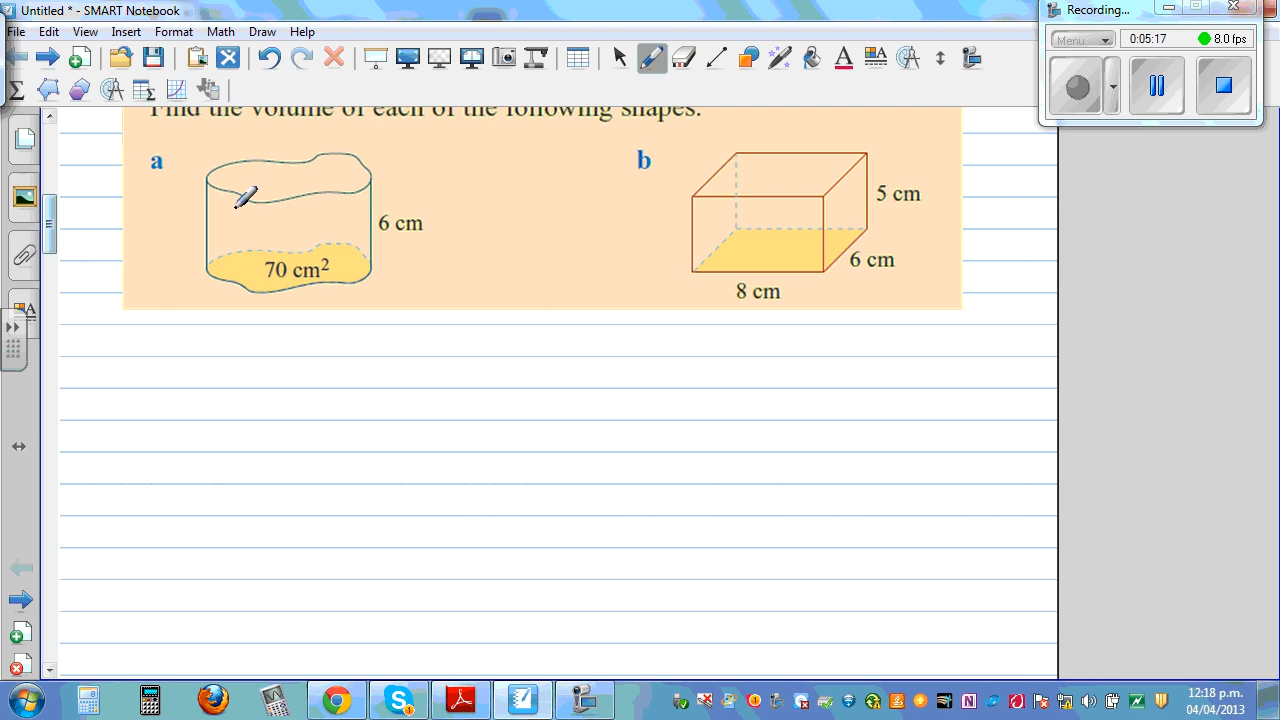 Untitled * - SMART Notebook
File Edit View Insert Format Math Draw Help
Recording...
Menu 0:05:17 8.0 fps
Find the volume of each of the following shapes.
a
6 cm
70 cm²
b
5 cm
6 cm
8 cm
12:18 p.m.
04/04/2013